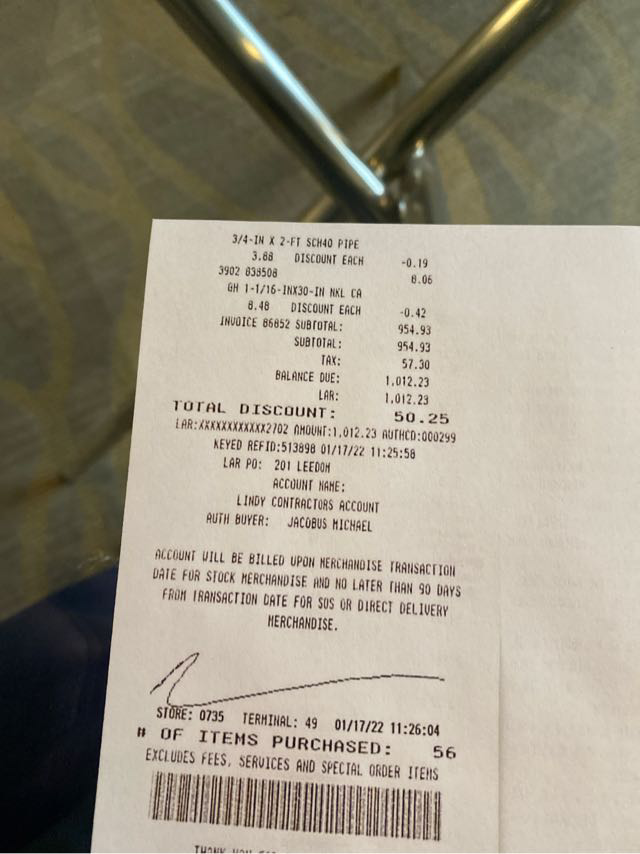 3/4-IN X 2-FT SCH40 PIPE
3.88 DISCOUNT EACH -0.19
3902 838508 8.06
GH 1-1/16-INX30-IN NKL CA
8.48 DISCOUNT EACH -0.42
INVOICE 86852 SUBTOTAL: 954.93
SUBTOTAL: 954.93
TAX: 57.30
BALANCE DUE: 1,012.23
LAR: 1,012.23
TOTAL DISCOUNT: 50.25
LAR:XXXXXXXXXXXX2702 AMOUNT:1,012.23 AUTHCD:000299
KEYED REFID:513898 01/17/22 11:25:58
LAR PO: 201 LEEDOM
ACCOUNT NAME:
LINDY CONTRACTORS ACCOUNT
AUTH BUYER: JACOBUS MICHAEL
ACCOUNT WILL BE BILLED UPON MERCHANDISE TRANSACTION
DATE FOR STOCK MERCHANDISE AND NO LATER THAN 90 DAYS
FROM TRANSACTION DATE FOR SOS OR DIRECT DELIVERY
MERCHANDISE.
STORE: 0735 TERMINAL: 49 01/17/22 11:26:04
# OF ITEMS PURCHASED: 56
EXCLUDES FEES, SERVICES AND SPECIAL ORDER ITEMS
THANK YOU